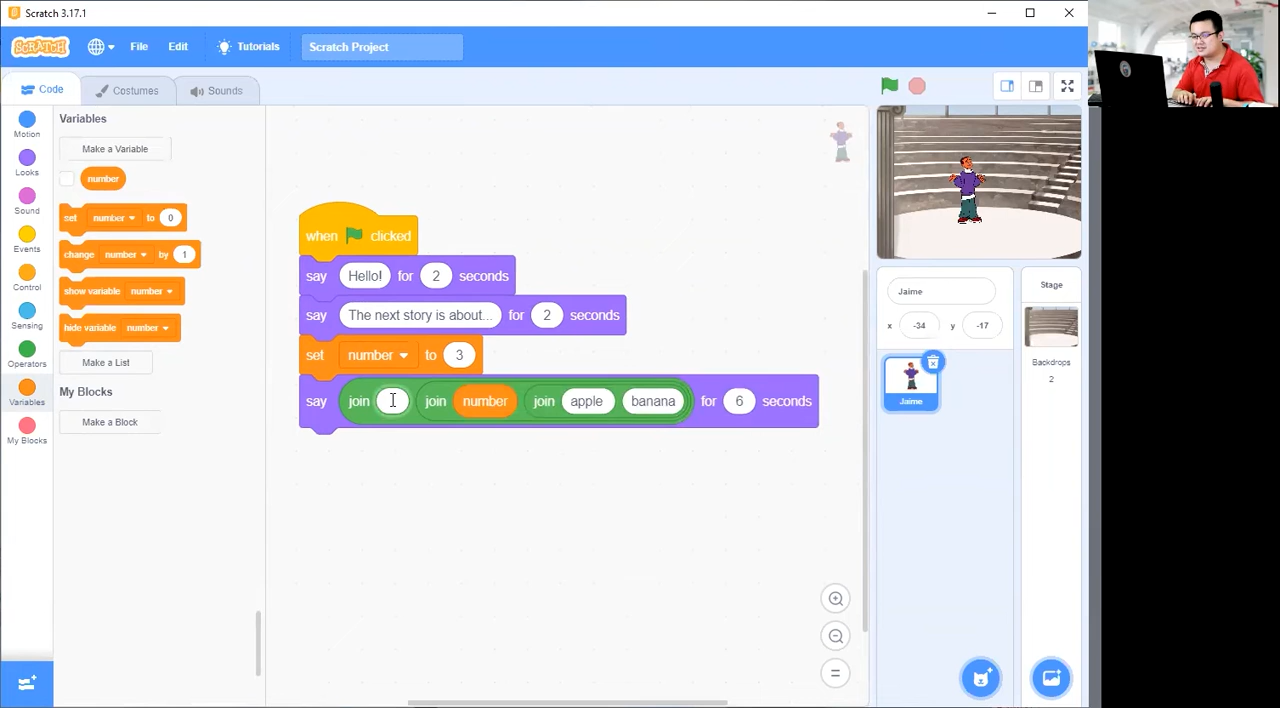 Scratch 3.17.1
SCRATCH
File
Edit
Tutorials
Scratch Project
Code
Costumes
Sounds
Motion
Looks
Sound
Events
Control
Sensing
Operators
Variables
My Blocks
Variables
Make a Variable
number
set number to 0
change number by 1
show variable number
hide variable number
Make a List
My Blocks
Make a Block
when clicked
say Hello! for 2 seconds
say The next story is about... for 2 seconds
set number to 3
say join join number join apple banana for 6 seconds
Jaime
x -34 y -17
Jaime
Stage
Backdrops
2